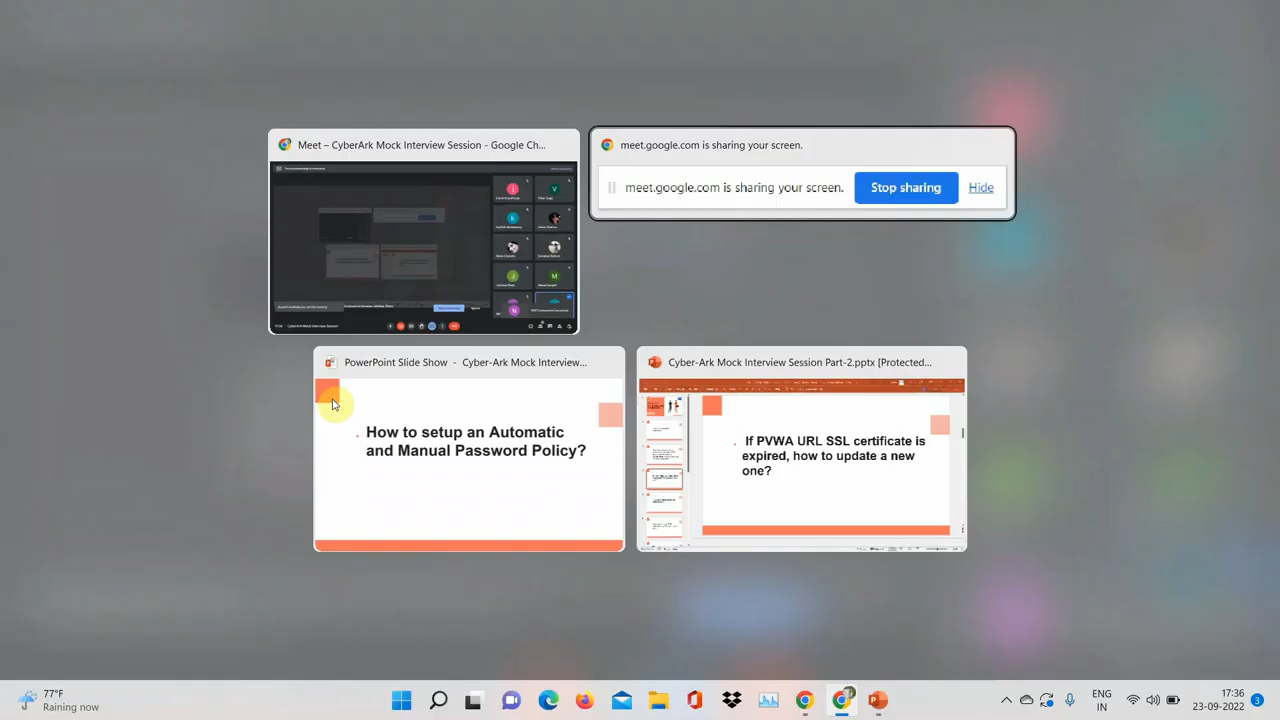 Meet – CyberArk Mock Interview Session - Google Ch...
meet.google.com is sharing your screen.
meet.google.com is sharing your screen.
Stop sharing
Hide
PowerPoint Slide Show - Cyber-Ark Mock Interview...
. How to setup an Automatic
and Manual Password Policy?
Cyber-Ark Mock Interview Session Part-2.pptx [Protected...
. If PVWA URL SSL certificate is
expired, how to update a new
one?
77°F
Raining now
ENG
IN
17:36
23-09-2022
3